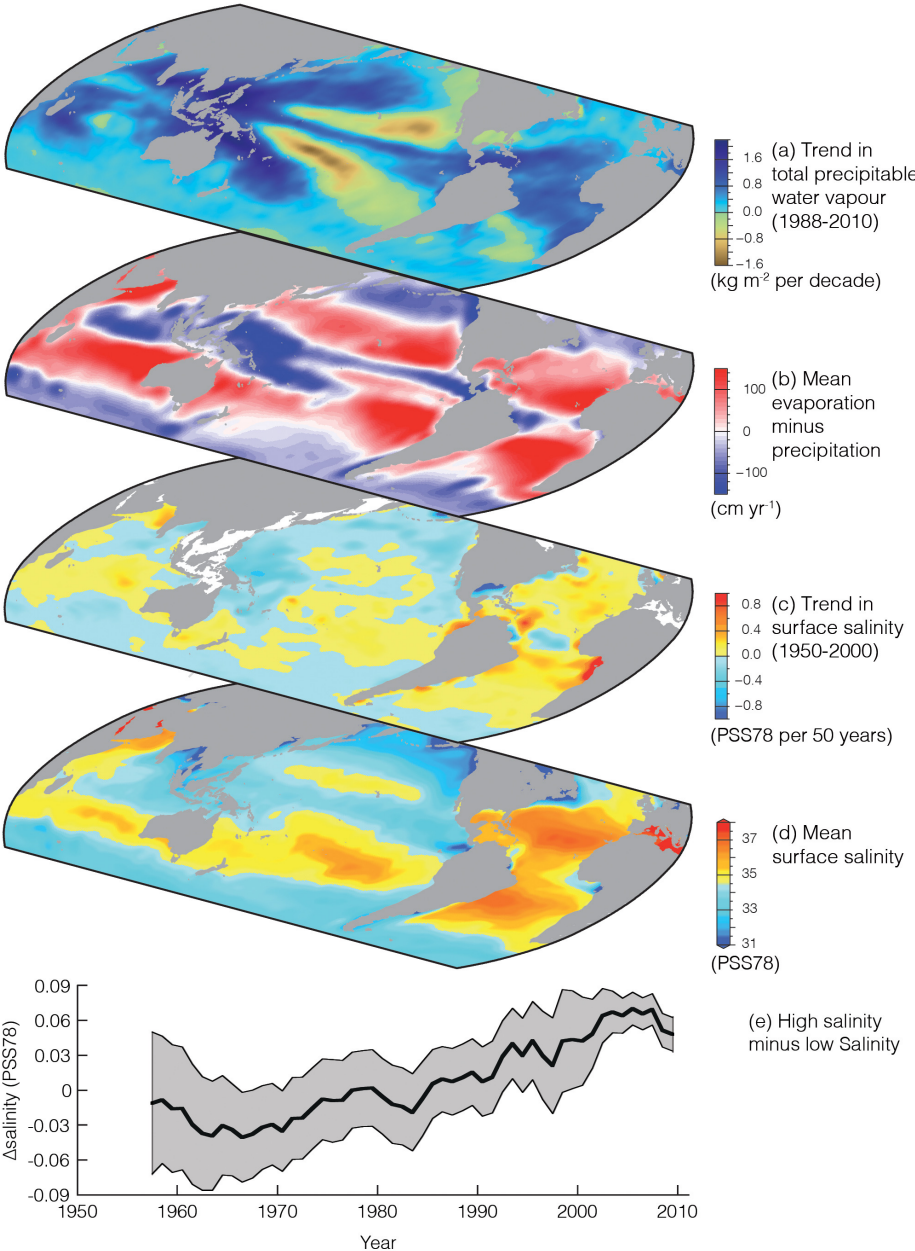 1.6
0.8
0.0
−0.8
−1.6
(a) Trend in
total precipitable
water vapour
(1988-2010)
(kg m-2 per decade)
100
0
−100
(b) Mean
evaporation
minus
precipitation
(cm yr-1)
0.8
0.4
0.0
−0.4
−0.8
(c) Trend in
surface salinity
(1950-2000)
(PSS78 per 50 years)
37
35
33
31
(d) Mean
surface salinity
(PSS78)
0.09
0.06
0.03
0
-0.03
-0.06
-0.09
Δsalinity (PSS78)
1950 1960 1970 1980 1990 2000 2010
Year
(e) High salinity
minus low Salinity